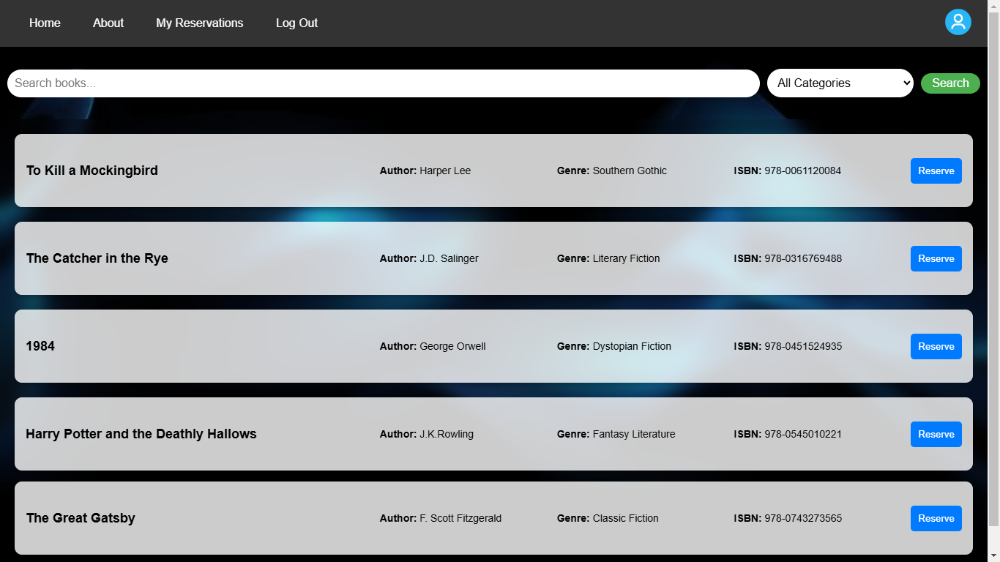 Home About My Reservations Log Out
Search books... All Categories Search
To Kill a Mockingbird Author: Harper Lee Genre: Southern Gothic ISBN: 978-0061120084 Reserve
The Catcher in the Rye Author: J.D. Salinger Genre: Literary Fiction ISBN: 978-0316769488 Reserve
1984 Author: George Orwell Genre: Dystopian Fiction ISBN: 978-0451524935 Reserve
Harry Potter and the Deathly Hallows Author: J.K.Rowling Genre: Fantasy Literature ISBN: 978-0545010221 Reserve
The Great Gatsby Author: F. Scott Fitzgerald Genre: Classic Fiction ISBN: 978-0743273565 Reserve